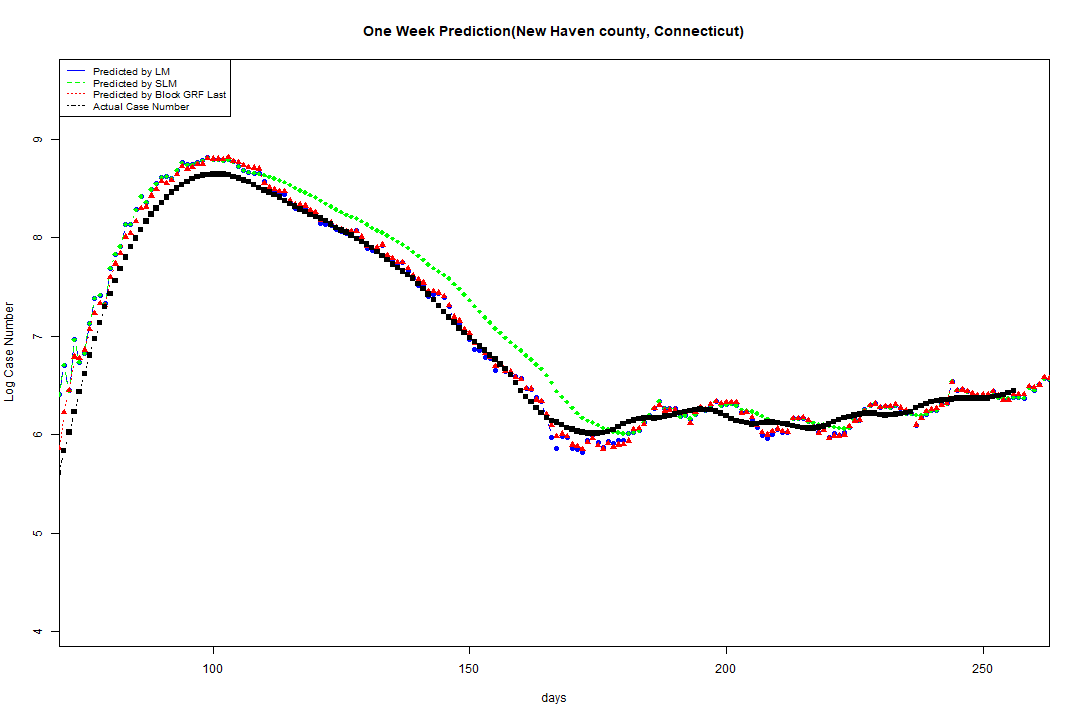 One Week Prediction(New Haven county, Connecticut)
Predicted by LM
Predicted by SLM
Predicted by Block GRF Last
Actual Case Number
9
8
7
6
5
4
Log Case Number
100 150 200 250
days